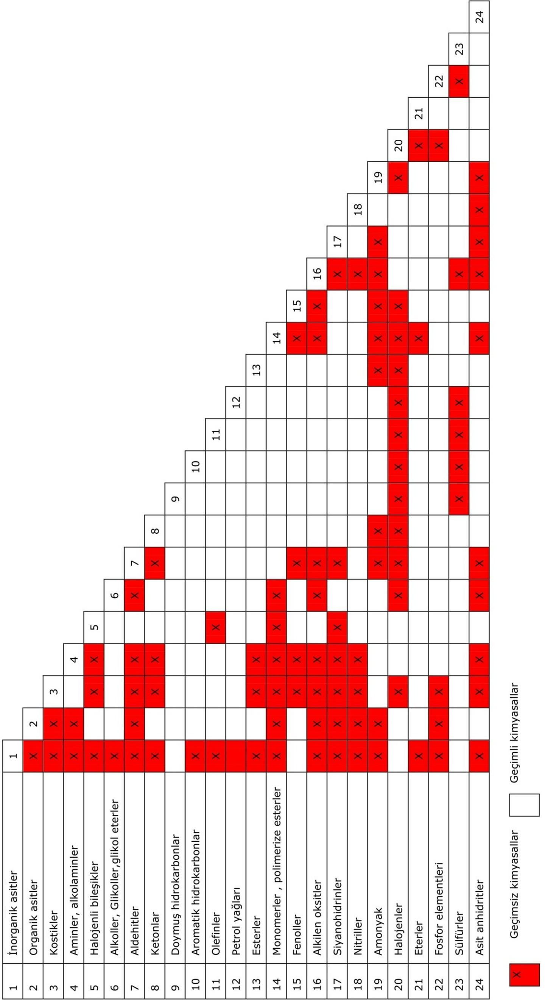 1 İnorganik asitler 1
2 Organik asitler X 2
3 Kostikler X X 3
4 Aminler, alkolaminler X X 4
5 Halojenli bileşikler X X X 5
6 Alkoller, Glikoller,glikol eterler X 6
7 Aldehitler X X X X X 7
8 Ketonlar X X X X 8
9 Doymuş hidrokarbonlar 9
10 Aromatik hidrokarbonlar X 10
11 Olefinler X X 11
12 Petrol yağları 12
13 Esterler X X X 13
14 Monomerler , polimerize esterler X X X X X X 14
15 Fenoller X X X X 15
16 Alkilen oksitler X X X X X X X X 16
17 Siyanohidrinler X X X X X X X 17
18 Nitriller X X X X X 18
19 Amonyak X X X X X X X X X 19
20 Halojenler X X X X X X X X X X X X 20
21 Eterler X X X 21
22 Fosfor elementleri X X X X 22
23 Sülfürler X X X X X X 23
24 Asit anhidritler X X X X X X X X X X 24
X Geçimsiz kimyasallar Geçimli kimyasallar